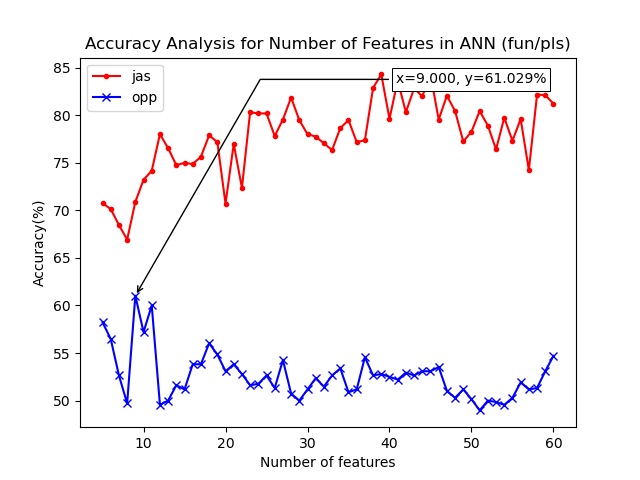 Accuracy Analysis for Number of Features in ANN (fun/pls)
jas
opp
x=9.000, y=61.029%
Accuracy(%)
85
80
75
70
65
60
55
50
10
20
30
40
50
60
Number of features